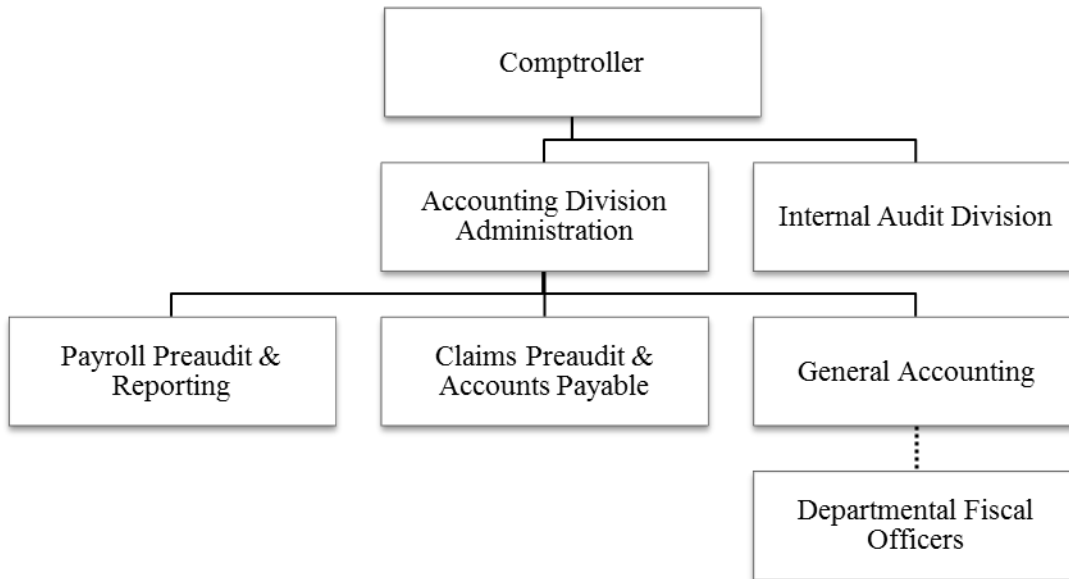 Comptroller
Accounting Division
Administration
Internal Audit Division
Payroll Preaudit &
Reporting
Claims Preaudit &
Accounts Payable
General Accounting
Departmental Fiscal
Officers